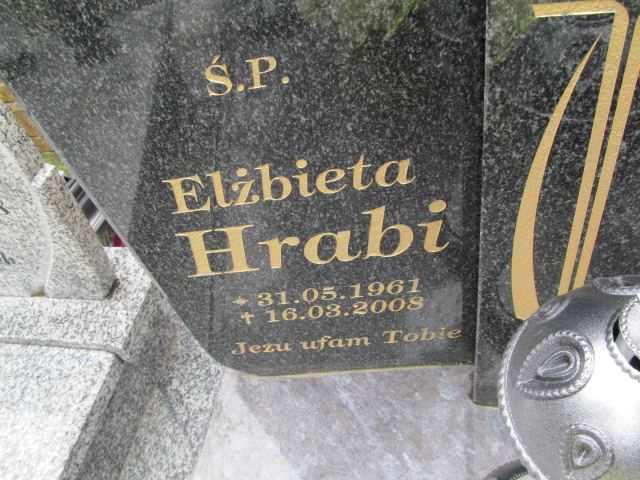 Ś.P.
Elżbieta
Hrabi
* 31.05.1961
† 16.03.2008
Jezu ufam Tobie